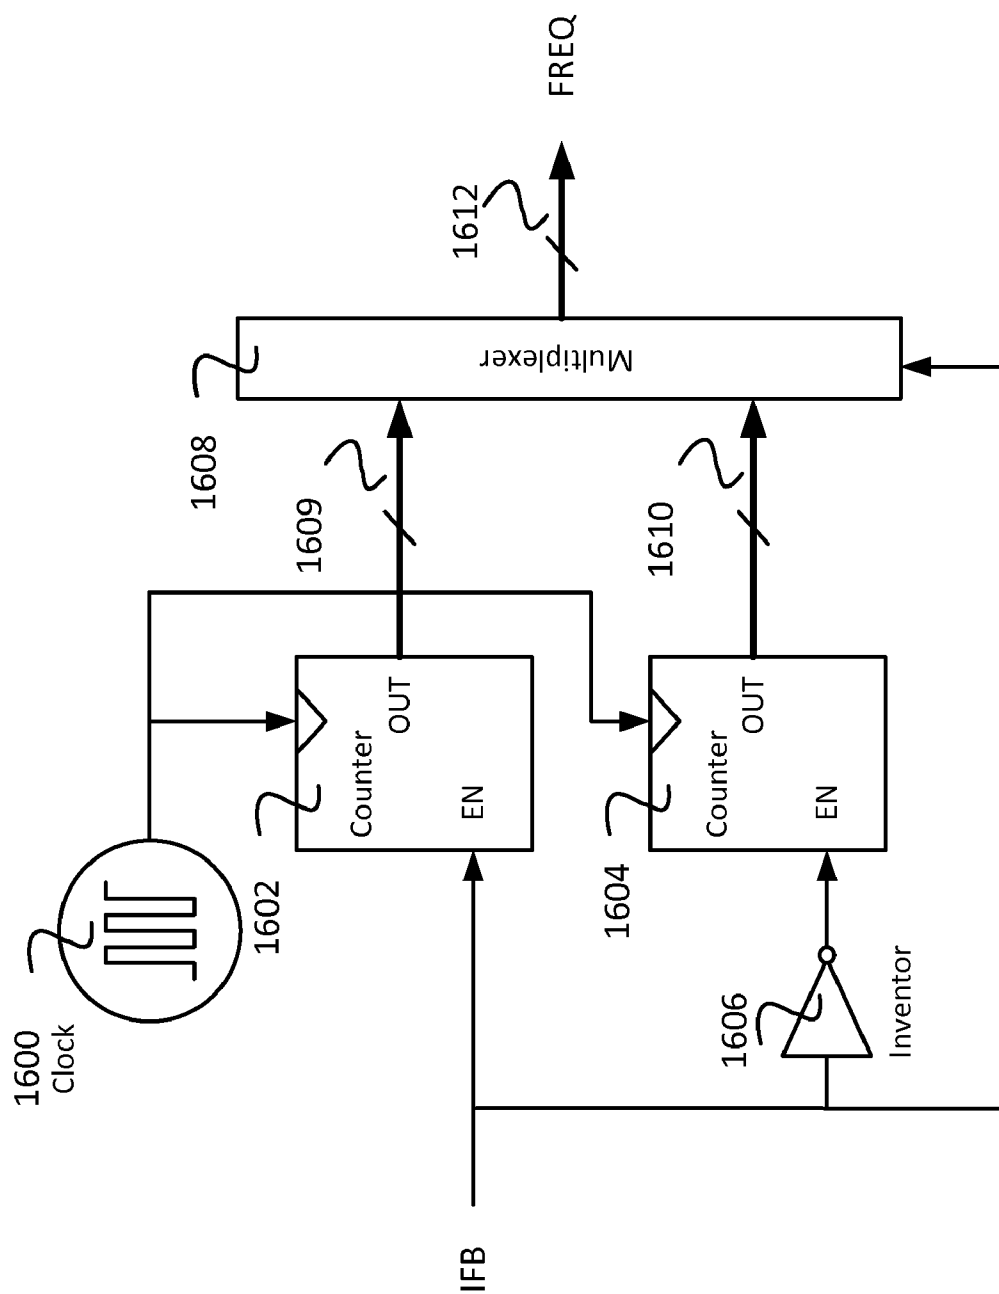 FREQ
1612
Multiplexer
1608
1609
1610
OUT
Counter
EN
OUT
Counter
EN
1602
1604
1600
Clock
1606
Inventor
IFB